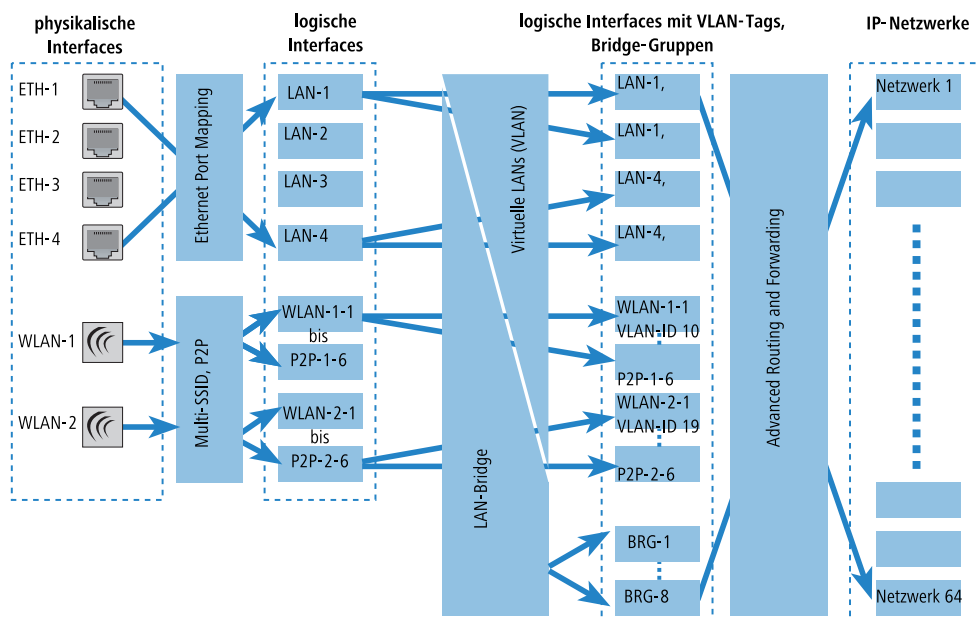 physikalische
Interfaces
logische
Interfaces
logische Interfaces mit VLAN-Tags,
Bridge-Gruppen
IP-Netzwerke
ETH-1
ETH-2
ETH-3
ETH-4
WLAN-1
WLAN-2
Ethernet Port Mapping
Multi-SSID, P2P
LAN-1
LAN-2
LAN-3
LAN-4
WLAN-1-1
bis
P2P-1-6
WLAN-2-1
bis
P2P-2-6
Virtuelle LANs (VLAN)
LAN-Bridge
LAN-1,
LAN-1,
LAN-4,
LAN-4,
WLAN-1-1
VLAN-ID 10
P2P-1-6
WLAN-2-1
VLAN-ID 19
P2P-2-6
BRG-1
BRG-8
Advanced Routing and Forwarding
Netzwerk 1
Netzwerk 64